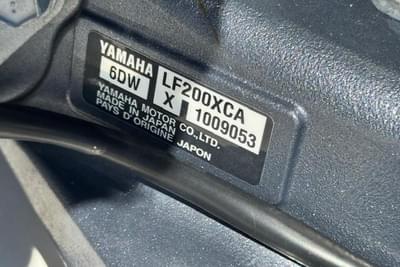 YAMAHA LF200XCA
6DW X 1009053
YAMAHA MOTOR CO.,LTD.
MADE IN JAPAN
PAYS D'ORIGINE JAPON